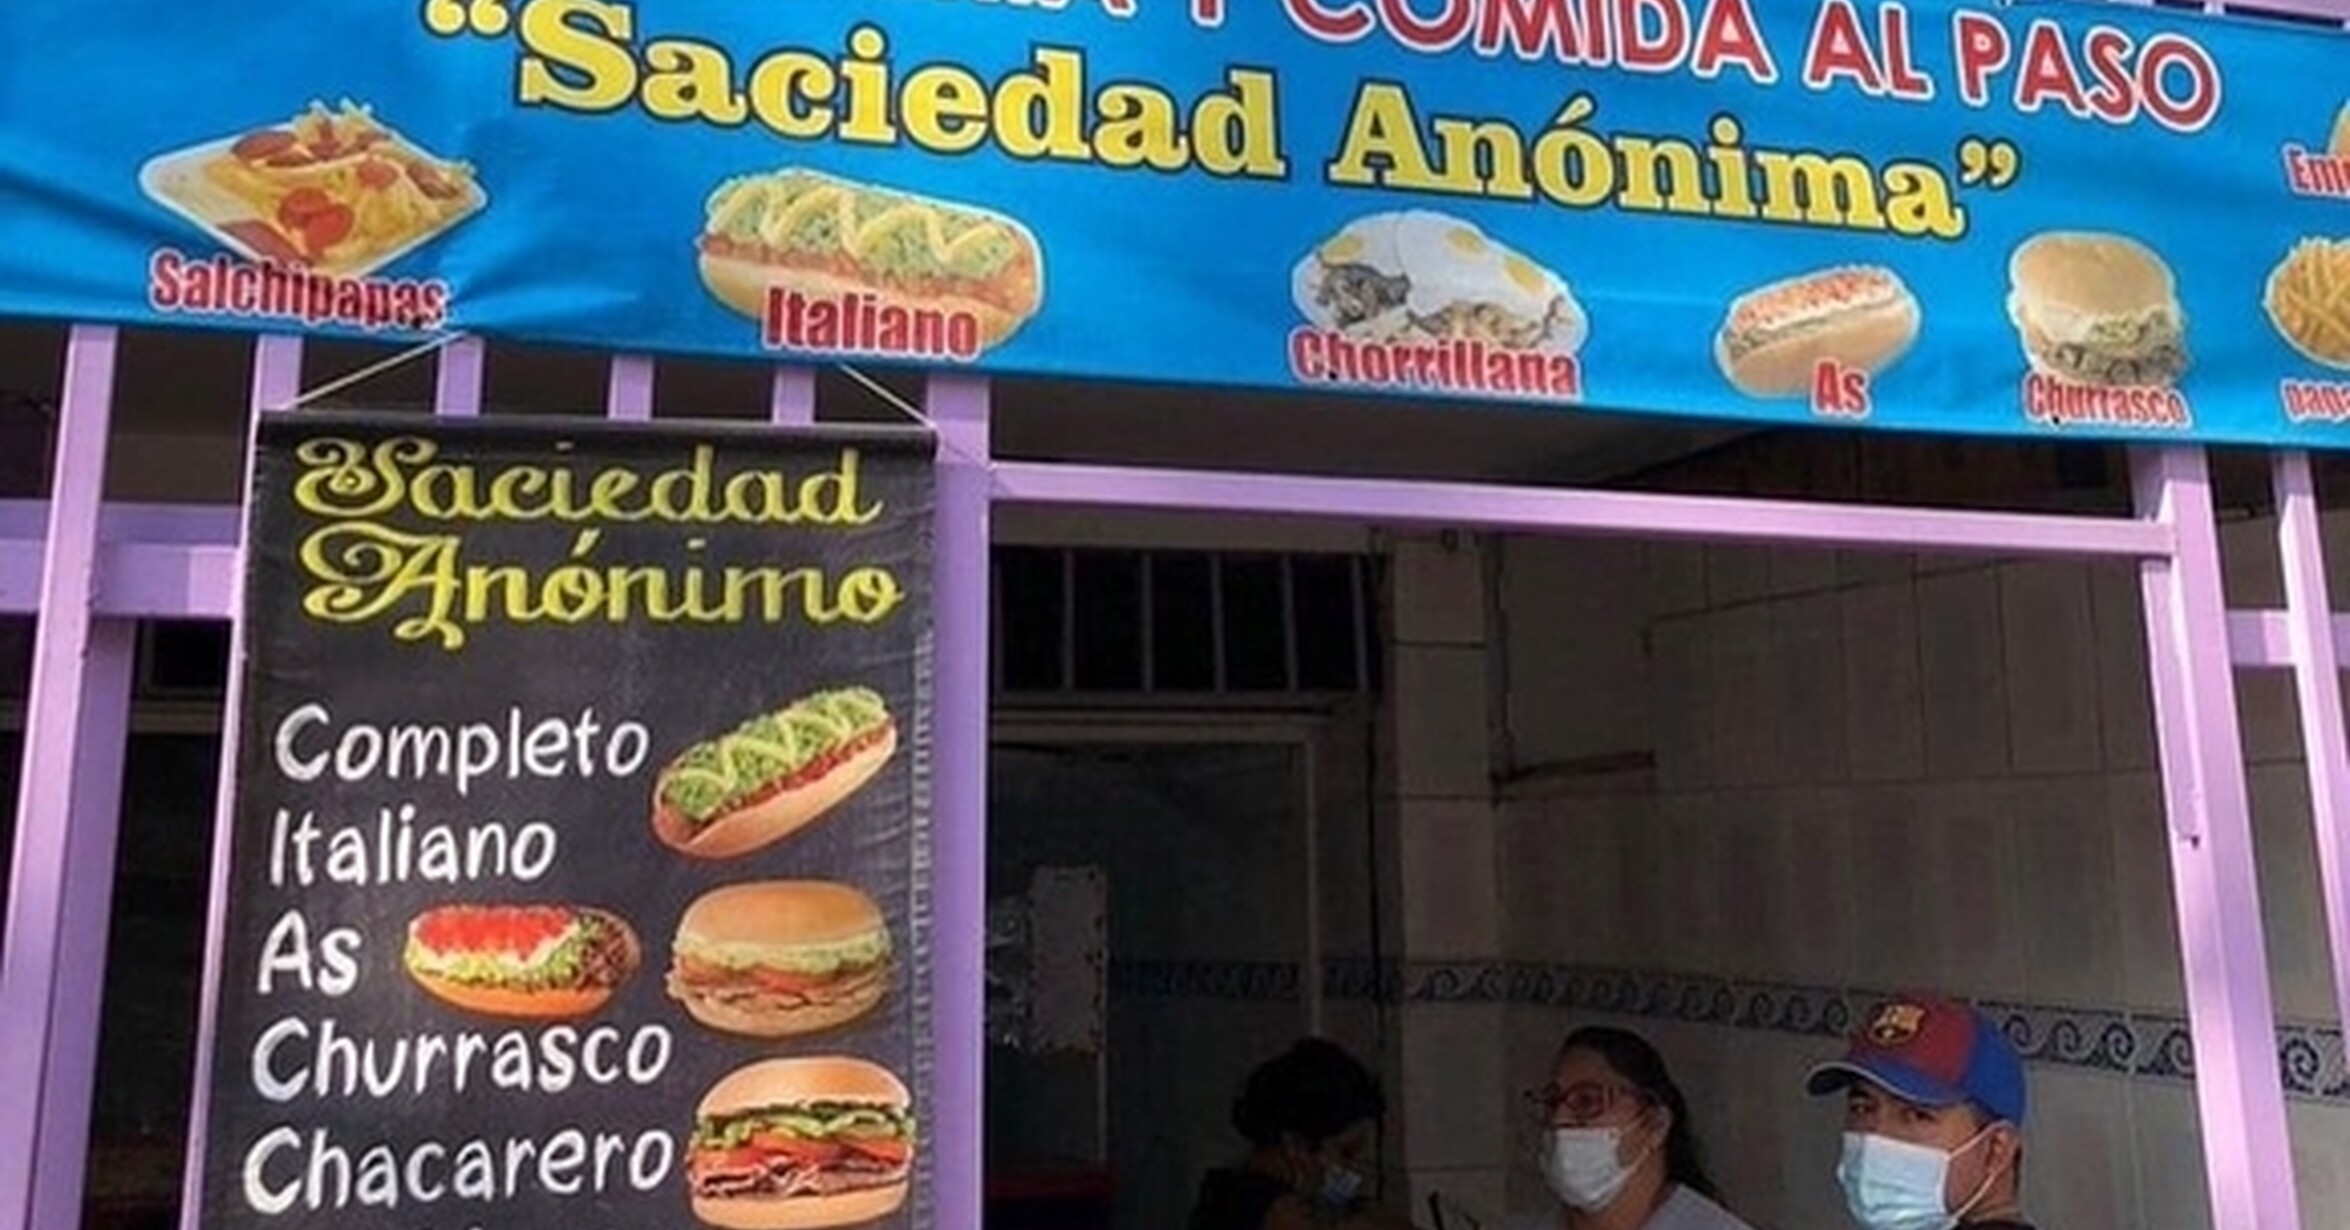 Y COMIDA AL PASO
“Saciedad Anónima”
Salchipapas
Italiano
Chorrillana
As
Churrasco
Saciedad
Anónimo
Completo
Italiano
As
Churrasco
Chacarero